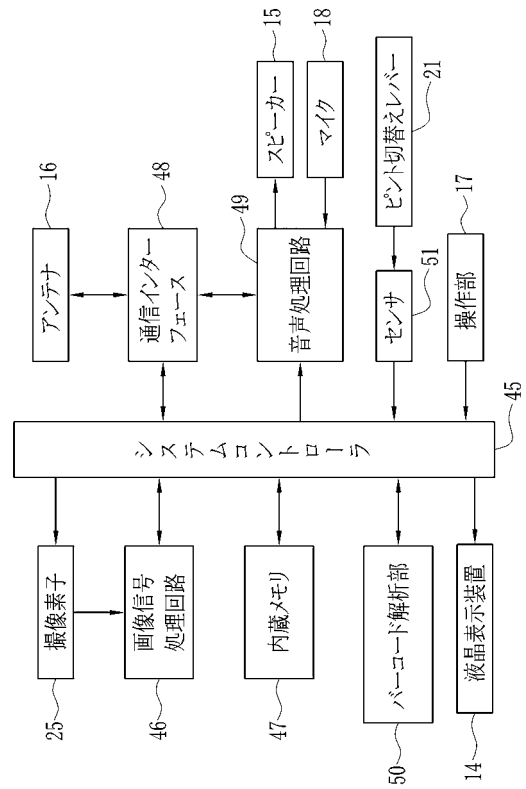 16
アンテナ
48
通信インター
フェース
49
音声処理回路
15
スピーカー
18
マイク
ピント切替えレバー
21
センサ
51
操作部
17
システムコントローラ
45
撮像素子
25
画像信号
処理回路
46
内蔵メモリ
47
バーコード解析部
50
液晶表示装置
14